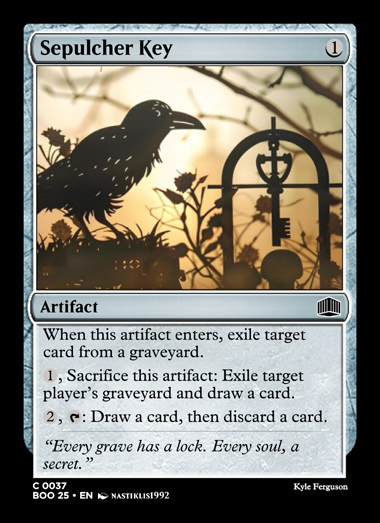 Sepulcher Key 1
Artifact
When this artifact enters, exile target
card from a graveyard.
1, Sacrifice this artifact: Exile target
player's graveyard and draw a card.
2, : Draw a card, then discard a card.
"Every grave has a lock. Every soul, a
secret."
C 0037 Kyle Ferguson
BOO 25 • EN NASTIKLIS1992